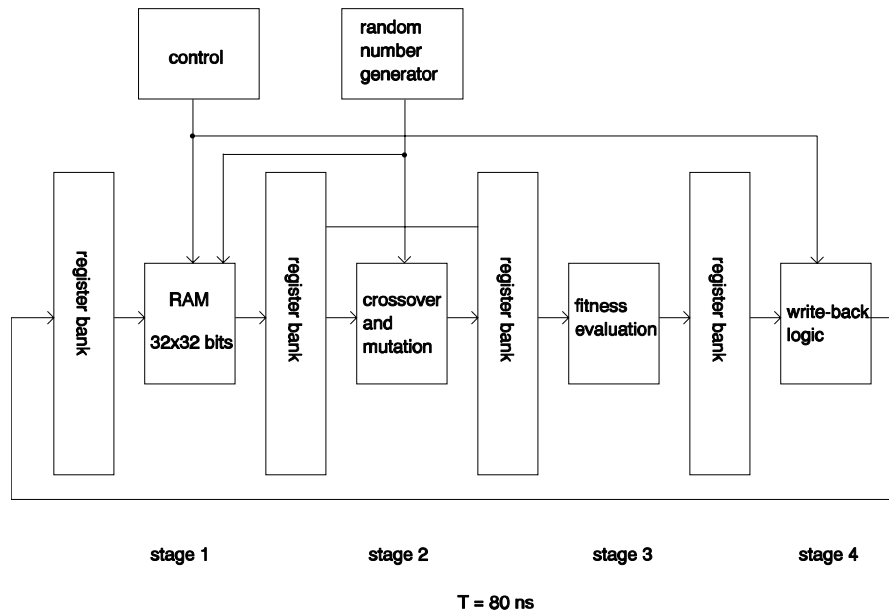 control
random
number
generator
register bank
RAM
32x32 bits
register bank
crossover
and
mutation
register bank
fitness
evaluation
register bank
write-back
logic
stage 1
stage 2
stage 3
stage 4
T = 80 ns